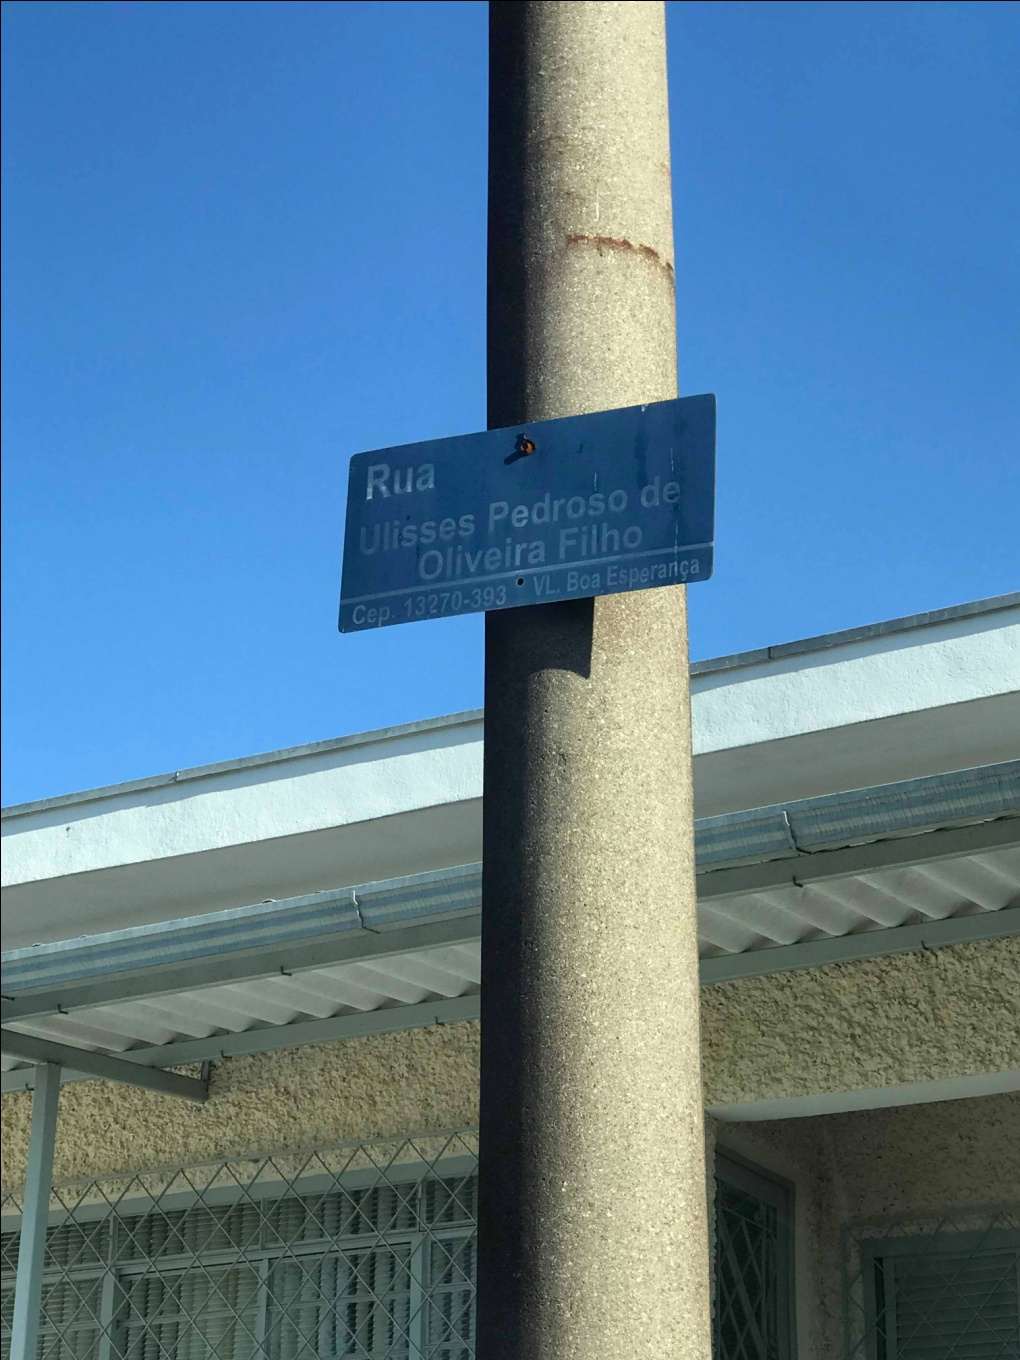 Rua
Ulisses Pedroso de
Oliveira Filho
Cep. 13270-393 VL. Boa Esperança